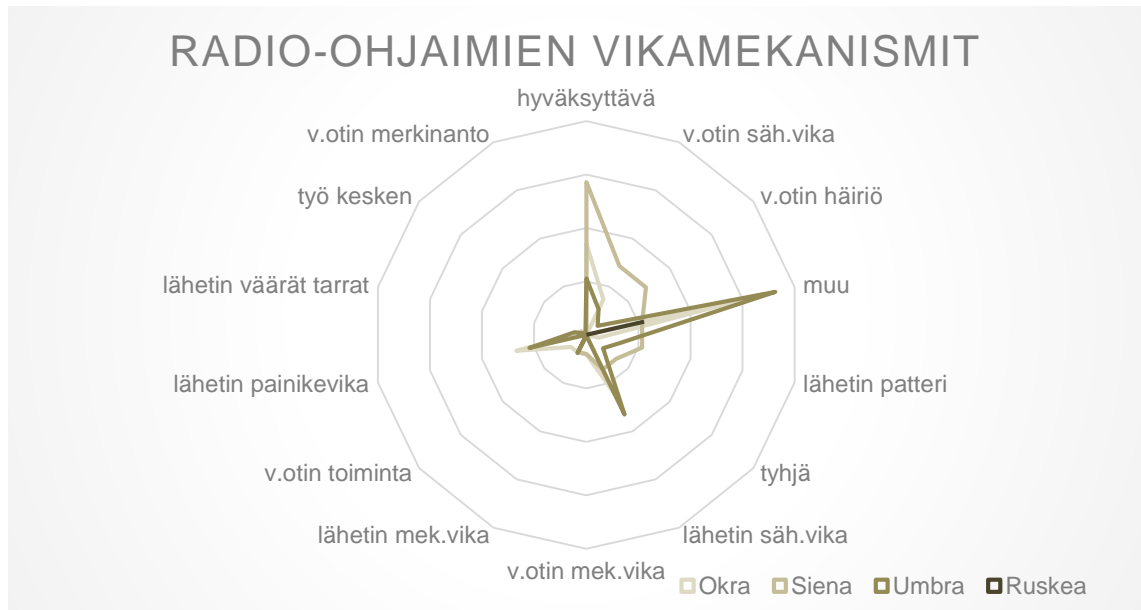 RADIO-OHJAIMIEN VIKAMEKANISMIT
hyväksyttävä
v.otin säh.vika
v.otin häiriö
muu
lähetin patteri
tyhjä
lähetin säh.vika
v.otin mek.vika
lähetin mek.vika
v.otin toiminta
lähetin painikevika
lähetin väärät tarrat
työ kesken
v.otin merkinanto
Okra Siena Umbra Ruskea